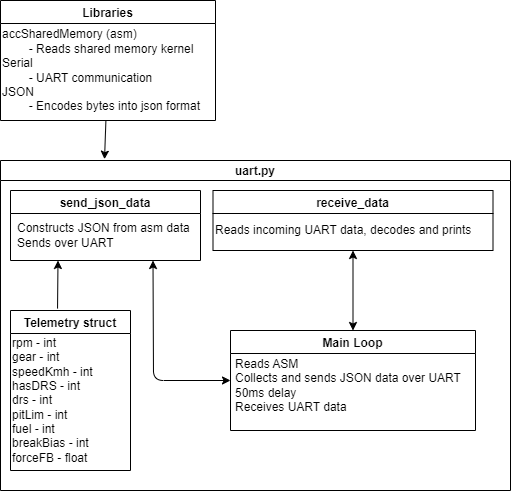 Libraries
accSharedMemory (asm)
- Reads shared memory kernel
Serial
- UART communication
JSON
- Encodes bytes into json format
uart.py
send_json_data
Constructs JSON from asm data
Sends over UART
receive_data
Reads incoming UART data, decodes and prints
Telemetry struct
rpm - int
gear - int
speedKmh - int
hasDRS - int
drs - int
pitLim - int
fuel - int
breakBias - int
forceFB - float
Main Loop
Reads ASM
Collects and sends JSON data over UART
50ms delay
Receives UART data